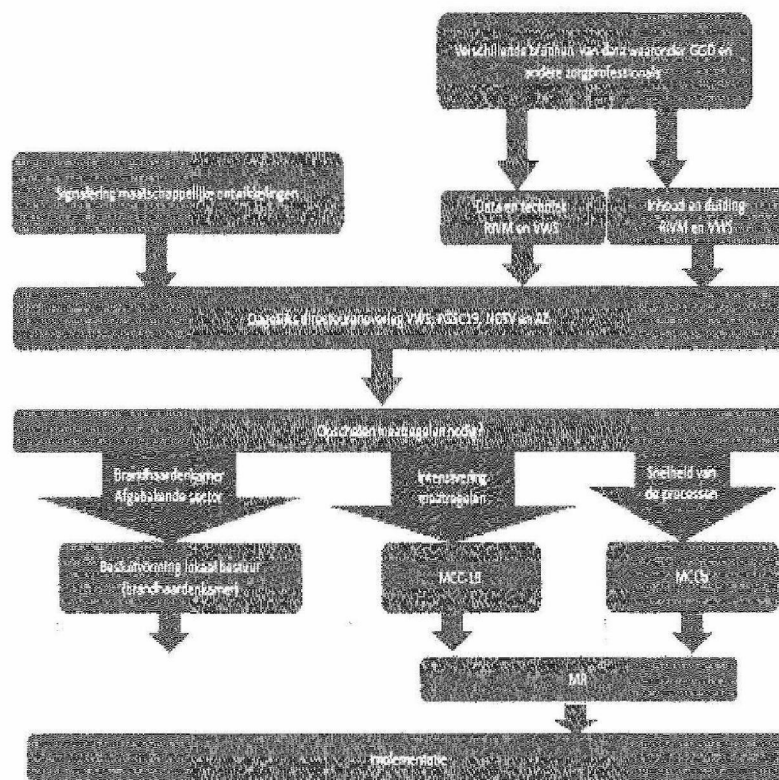 Verschillende bronnen van data waaronder GGD en
andere zorgprofessionals
Signalering maatschappelijke ontwikkelingen
Data en techniek
RIVM en VWS
Inhoud en duiding
RIVM en VWS
Dagelijks directeurenoverleg VWS, NCTV en AZ
Opschalen maatregelen nodig?
Brandhaardenkamer
Afgebakende sector
Intensivering
maatregelen
Snelheid van
de processen
Besluitvorming lokaal bestuur
(brandhaardenkamer)
MCC-19
MCCb
MR
Implementatie